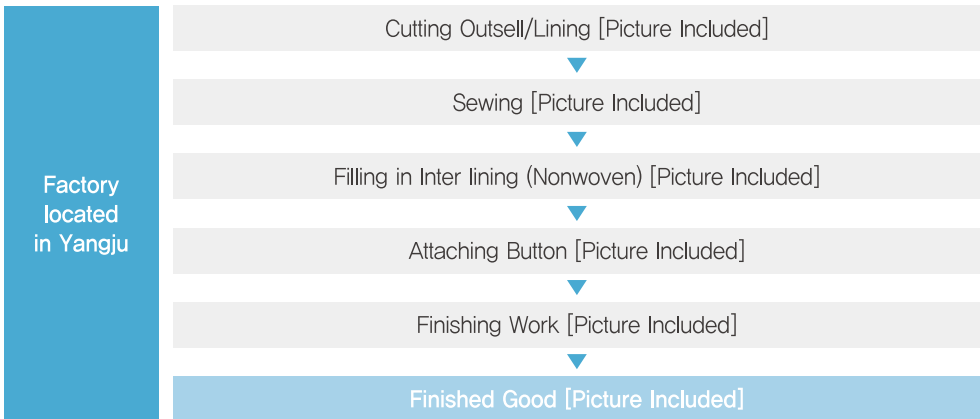 Factory
located
in Yangju
Cutting Outsell/Lining [Picture Included]
Sewing [Picture Included]
Filling in Inter lining (Nonwoven) [Picture Included]
Attaching Button [Picture Included]
Finishing Work [Picture Included]
Finished Good [Picture Included]